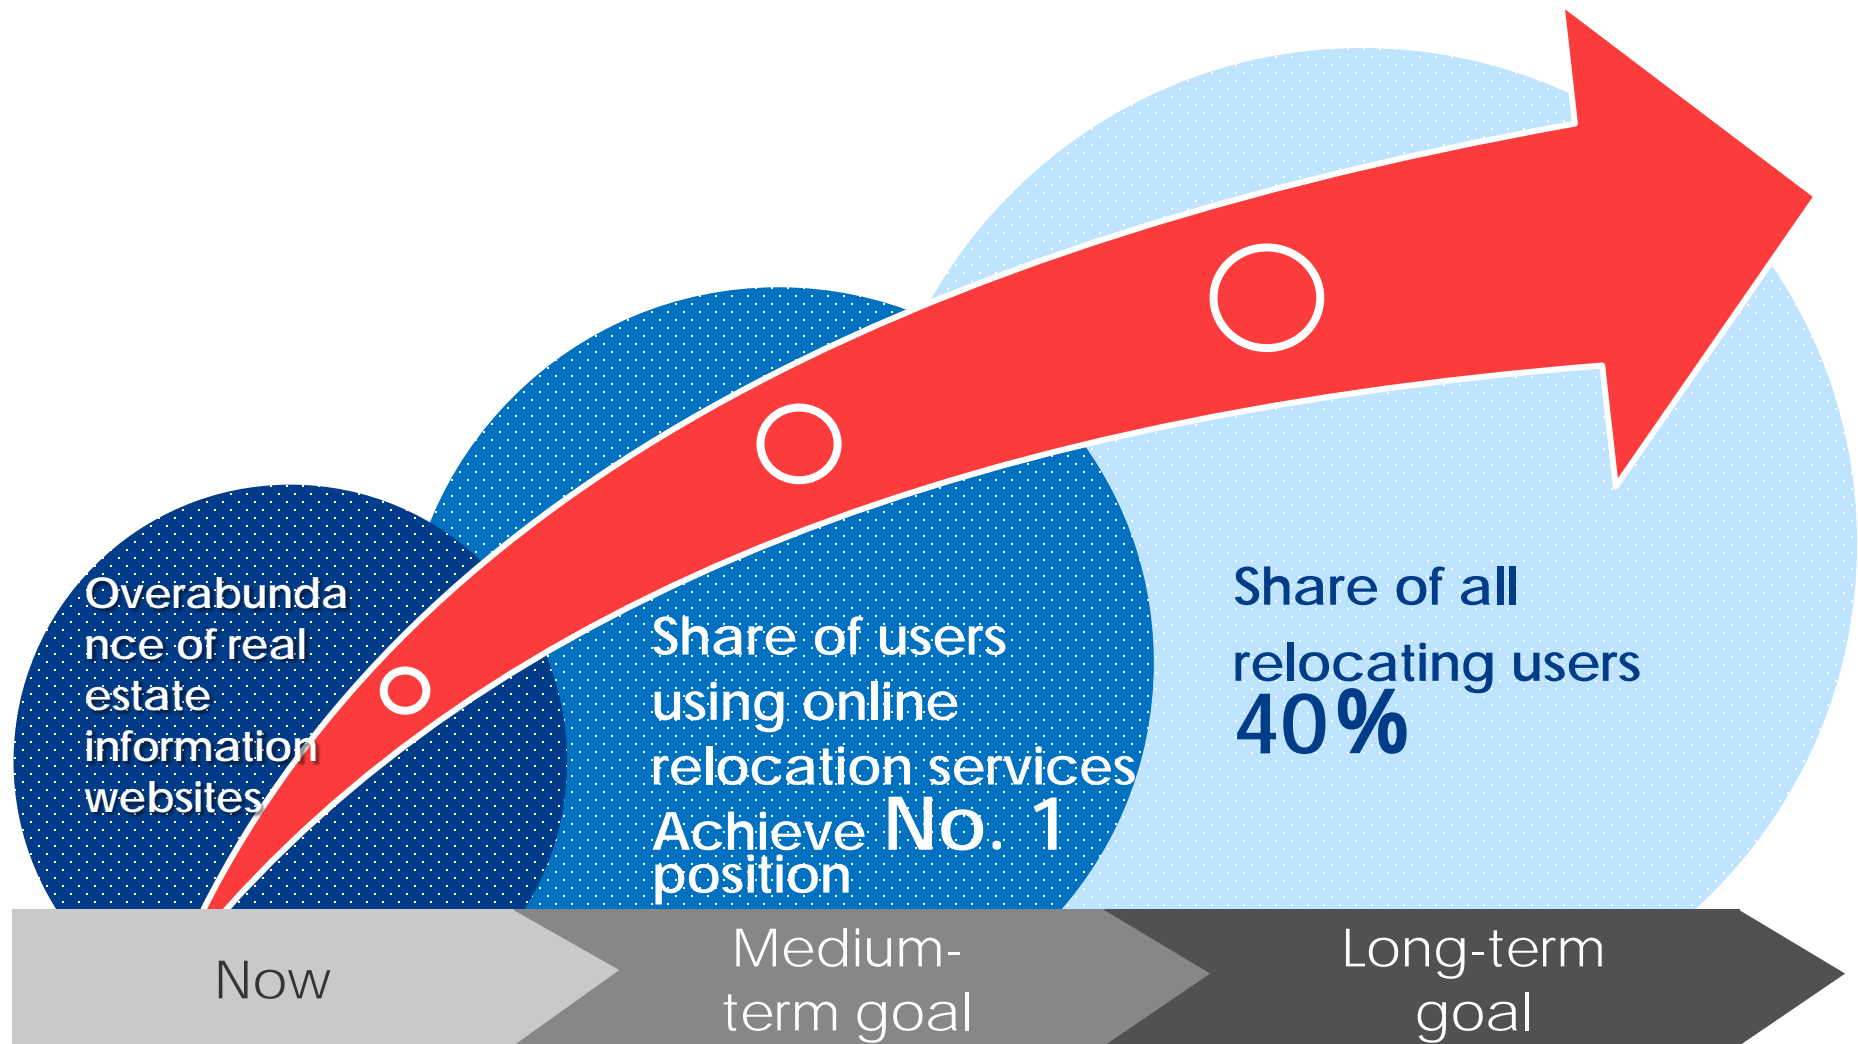 Overabunda
nce of real
estate
information
websites
Share of users
using online
relocation services
Achieve No. 1
position
Share of all
relocating users
40%
Now
Medium-
term goal
Long-term
goal